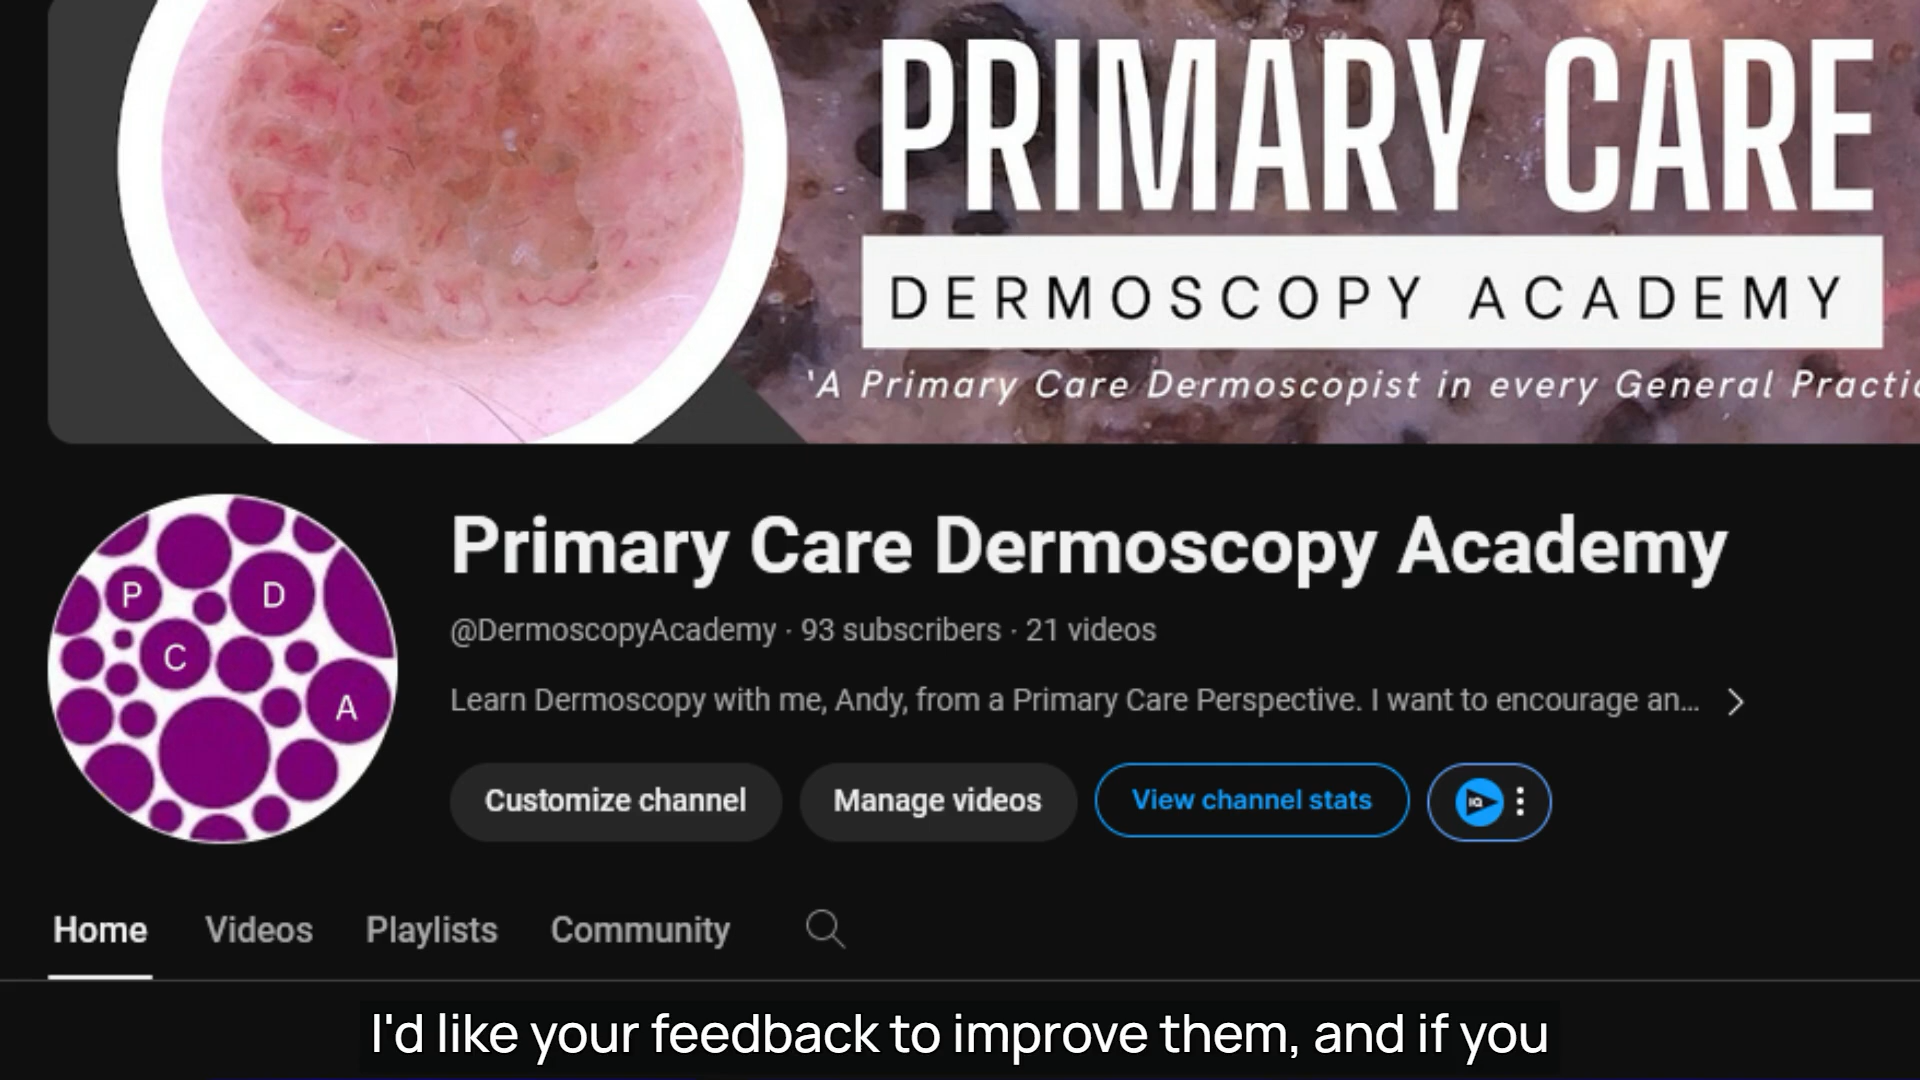 PRIMARY CARE
DERMOSCOPY ACADEMY
'A Primary Care Dermoscopist in every General
P D
C
A
Primary Care Dermoscopy Academy
@DermoscopyAcademy · 93 subscribers · 21 videos
Learn Dermoscopy with me, Andy, from a Primary Care Perspective. I want to encourage an...
Customize channel Manage videos View channel stats IQ
Home Videos Playlists Community
I'd like your feedback to improve them, and if you